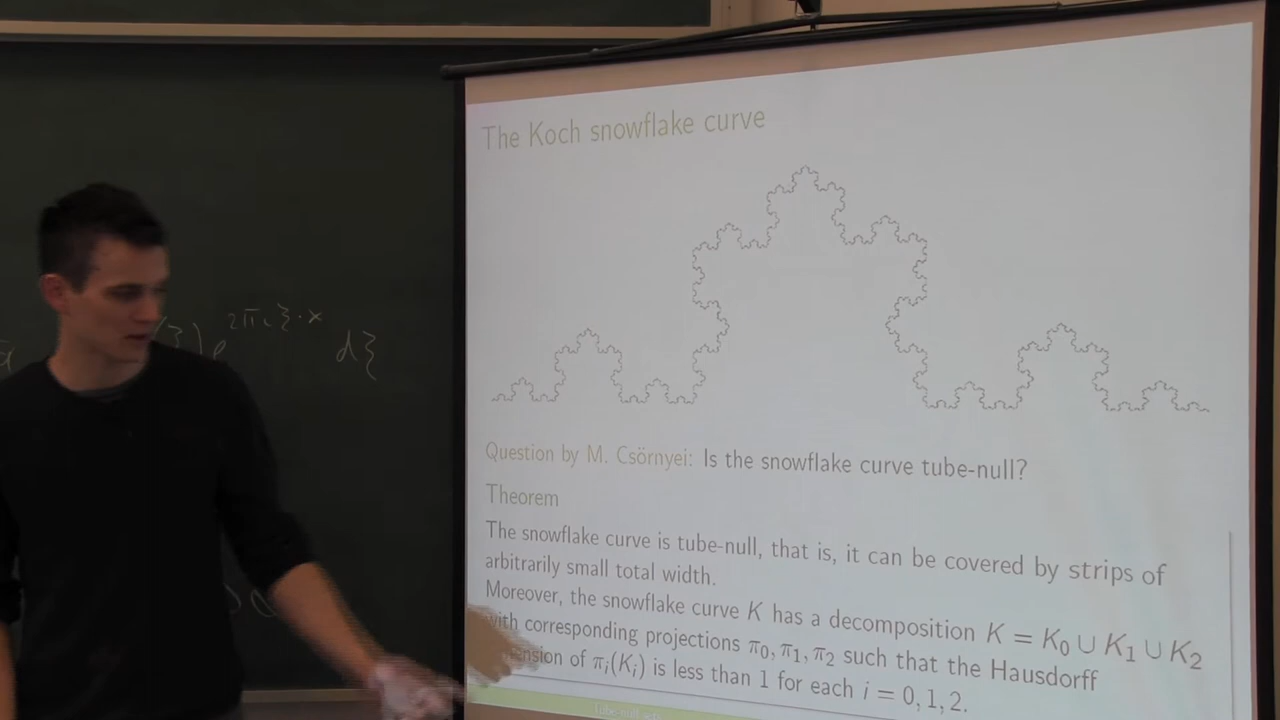 The Koch snowflake curve
Question by M. Csörnyei: Is the snowflake curve tube-null?
Theorem
The snowflake curve is tube-null, that is, it can be covered by strips of
arbitrarily small total width.
Moreover, the snowflake curve K has a decomposition K = K₀ ∪ K₁ ∪ K₂
with corresponding projections π₀, π₁, π₂ such that the Hausdorff
dimension of πᵢ(Kᵢ) is less than 1 for each i = 0, 1, 2.
e^{2πiξ·x} dξ